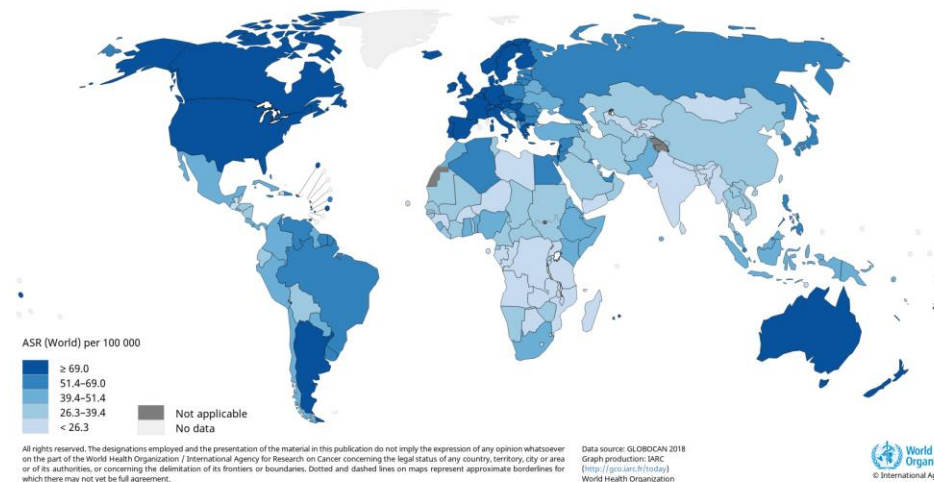 ASR (World) per 100 000
≥ 69.0
51.4–69.0
39.4–51.4
26.3–39.4
< 26.3
Not applicable
No data
All rights reserved. The designations employed and the presentation of the material in this publication do not imply the expression of any opinion whatsoever
on the part of the World Health Organization / International Agency for Research on Cancer concerning the legal status of any country, territory, city or area
or of its authorities, or concerning the delimitation of its frontiers or boundaries. Dotted and dashed lines on maps represent approximate borderlines for
which there may not yet be full agreement.
Data source: GLOBOCAN 2018
Graph production: IARC
(http://gco.iarc.fr/today)
World Health Organization
World
Organ
© International Ag